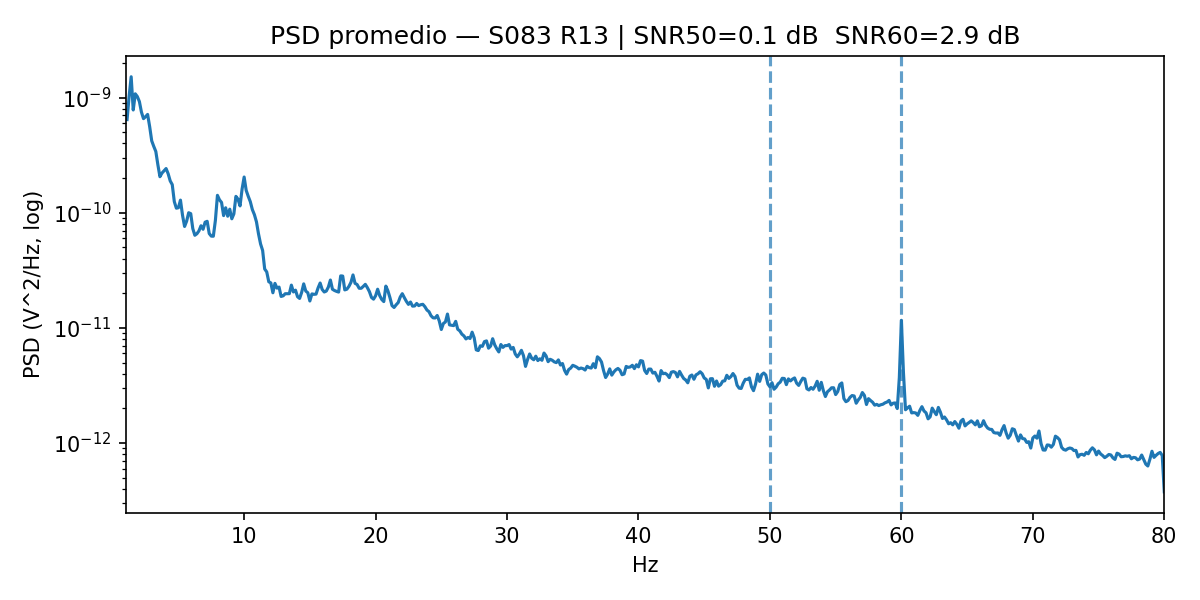 PSD promedio — S083 R13 | SNR50=0.1 dB  SNR60=2.9 dB
PSD (V^2/Hz, log)
10⁻⁹
10⁻¹⁰
10⁻¹¹
10⁻¹²
10 20 30 40 50 60 70 80
Hz